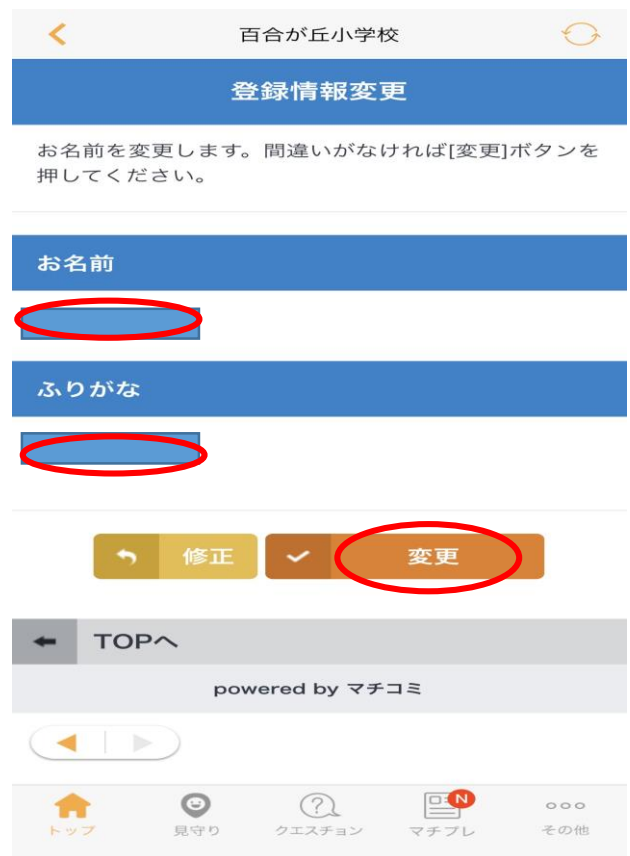 百合が丘小学校
登録情報変更
お名前を変更します。間違いがなければ[変更]ボタンを
押してください。
お名前
ふりがな
修正 変更
TOPへ
powered by マチコミ
N
トップ 見守り クエスチョン マチプレ その他